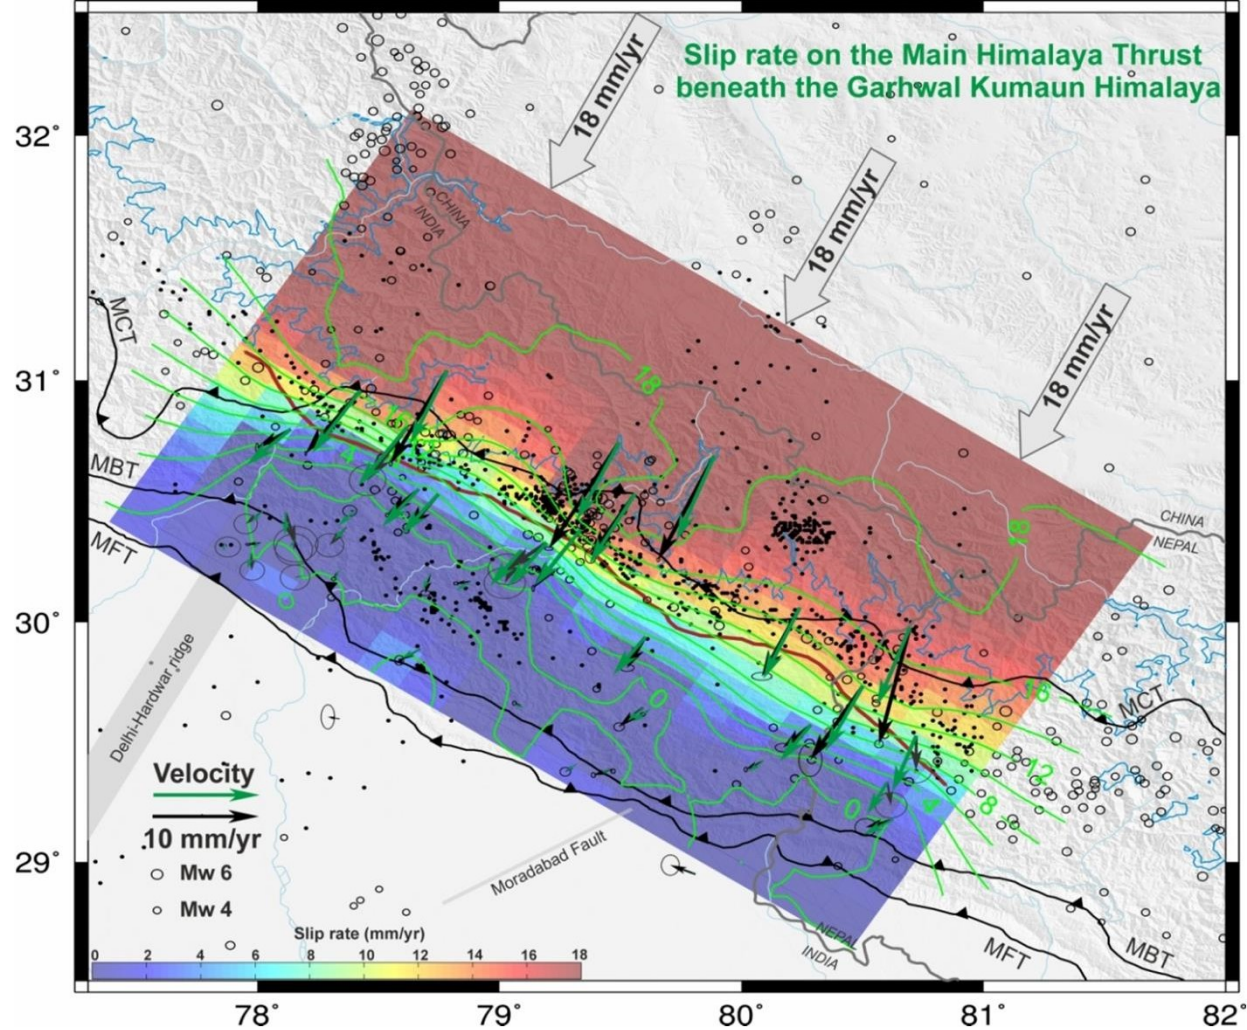 Slip rate on the Main Himalaya Thrust
beneath the Garhwal Kumaun Himalaya
18 mm/yr
18 mm/yr
18 mm/yr
32°
31°
30°
29°
CHINA
INDIA
MCT
MBT
MFT
18
18
4
0
0
0
4
8
12
16
CHINA
NEPAL
MCT
Delhi-Hardwar ridge
Velocity
10 mm/yr
Mw 6
Mw 4
Moradabad Fault
Slip rate (mm/yr)
0 2 4 6 8 10 12 14 16 18
NEPAL
INDIA
MFT
MBT
78° 79° 80° 81° 82°